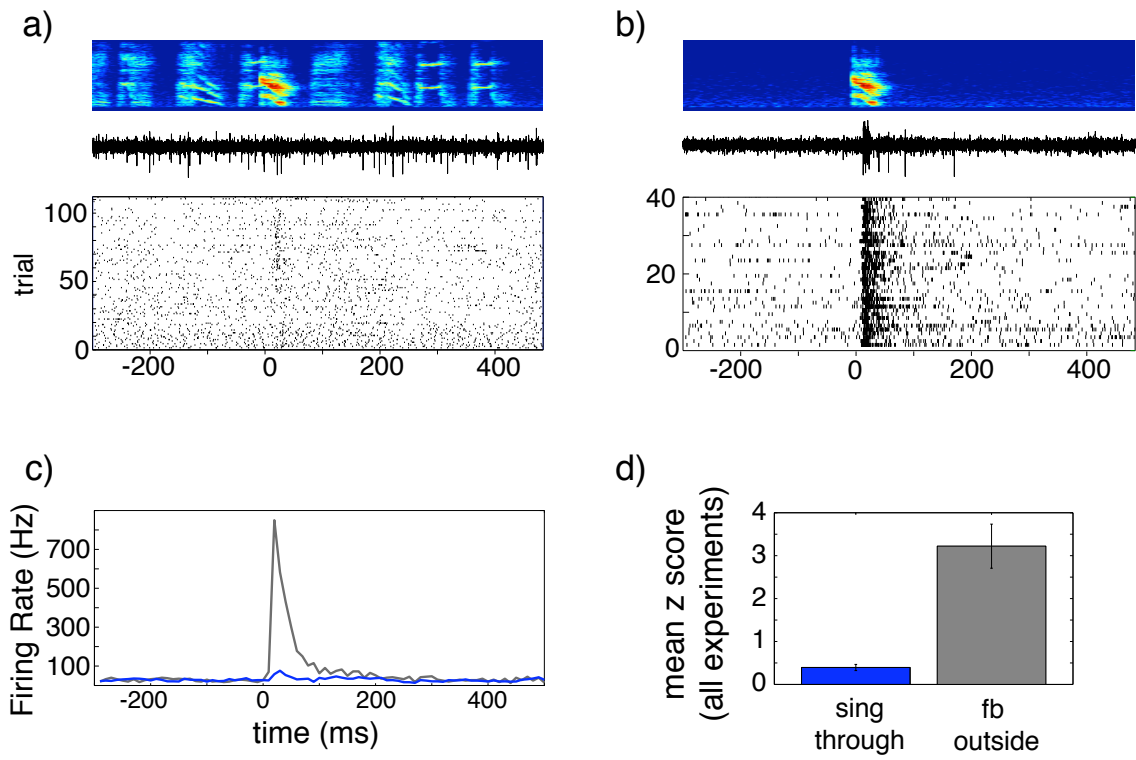 a)
b)
100
50
0
trial
-200
0
200
400
40
20
0
-200
0
200
400
c)
d)
Firing Rate (Hz)
700
500
300
100
-200
0
200
400
time (ms)
mean z score
(all experiments)
4
3
2
1
0
sing
through
fb
outside